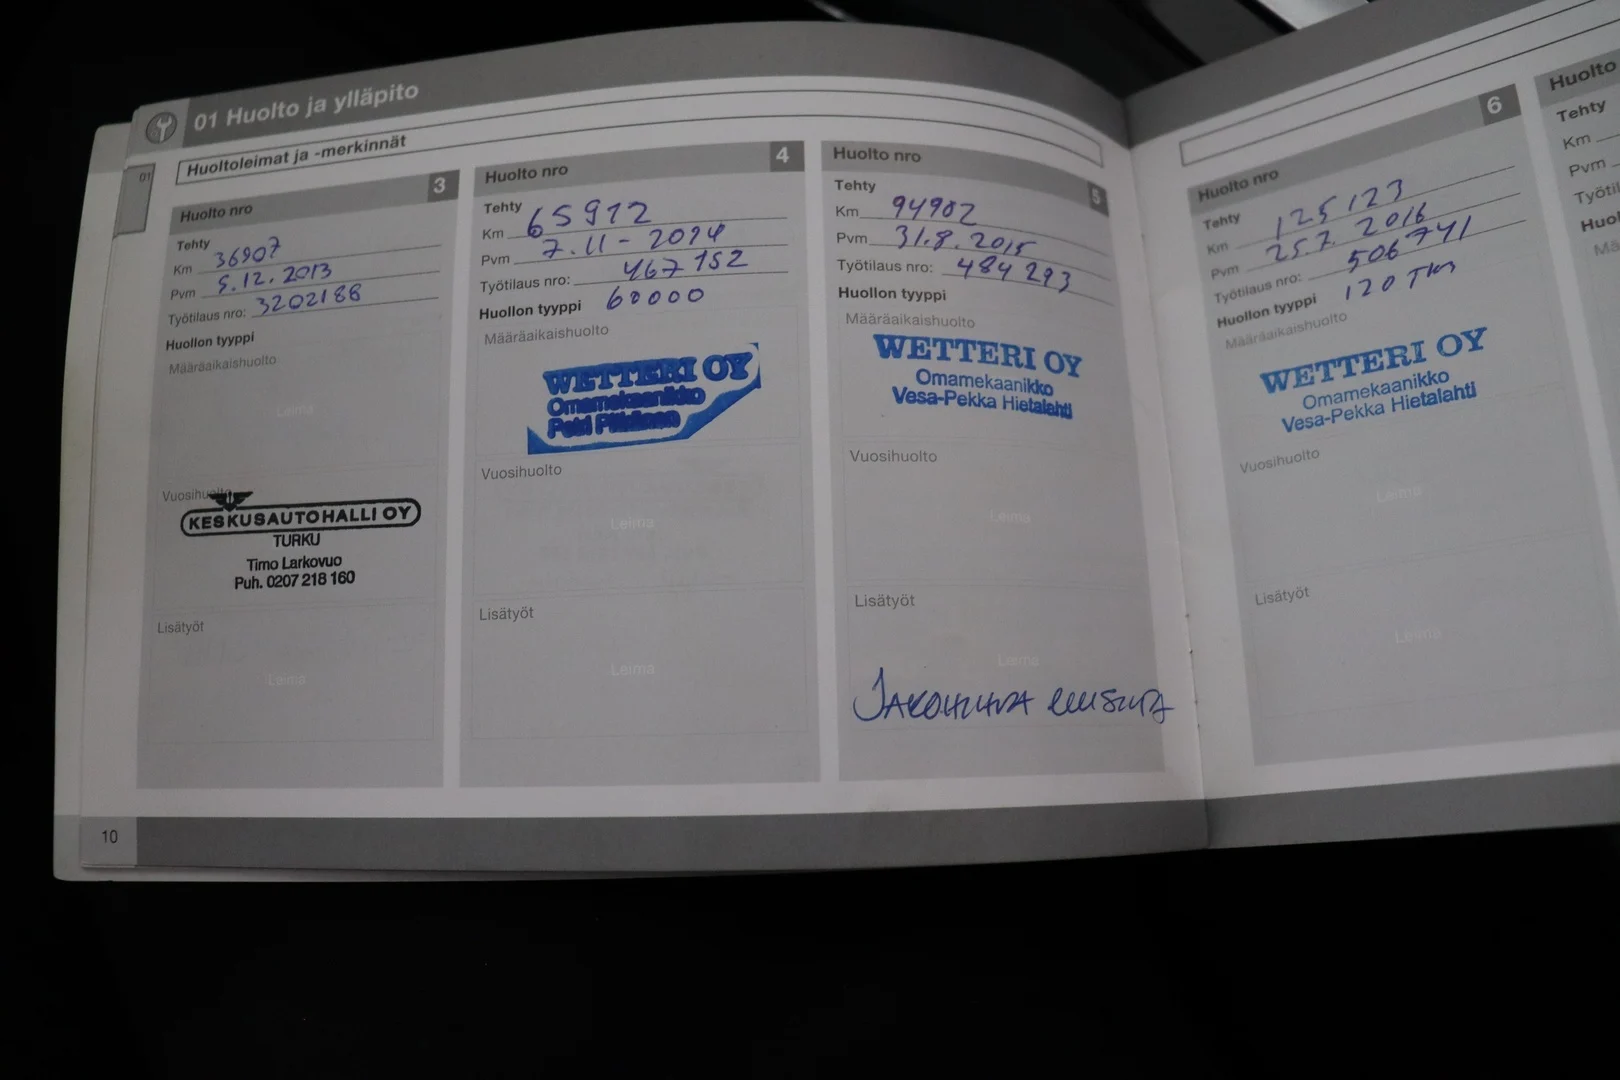 01 Huolto ja ylläpito
01
Huoltoleimat ja -merkinnät
Huolto nro 3
Tehty
Km 36907
Pvm 5.12.2013
Työtilaus nro: 3202188
Huollon tyyppi
Määräaikaishuolto
Leima
Vuosihuolto
KESKUSAUTOHALLI OY
TURKU
Timo Larkovuo
Puh. 0207 218 160
Lisätyöt
Leima
Huolto nro 4
Tehty
Km 65912
Pvm 7.11-2014
Työtilaus nro: 467152
Huollon tyyppi 60000
Määräaikaishuolto
WETTERI OY
Omamekaanikko
Petri
Vuosihuolto
Leima
Lisätyöt
Leima
Huolto nro 5
Tehty
Km 94902
Pvm 31.8.2015
Työtilaus nro: 484293
Huollon tyyppi
Määräaikaishuolto
WETTERI OY
Omamekaanikko
Vesa-Pekka Hietalahti
Vuosihuolto
Leima
Lisätyöt
Leima
JAKOHIHNA
10
Huolto nro 6
Tehty
Km 125123
Pvm 25.7.2016
Työtilaus nro: 506741
Huollon tyyppi 120 TKM
Määräaikaishuolto
WETTERI OY
Omamekaanikko
Vesa-Pekka Hietalahti
Vuosihuolto
Leima
Lisätyöt
Leima
Huolto
Tehty
Km
Pvm